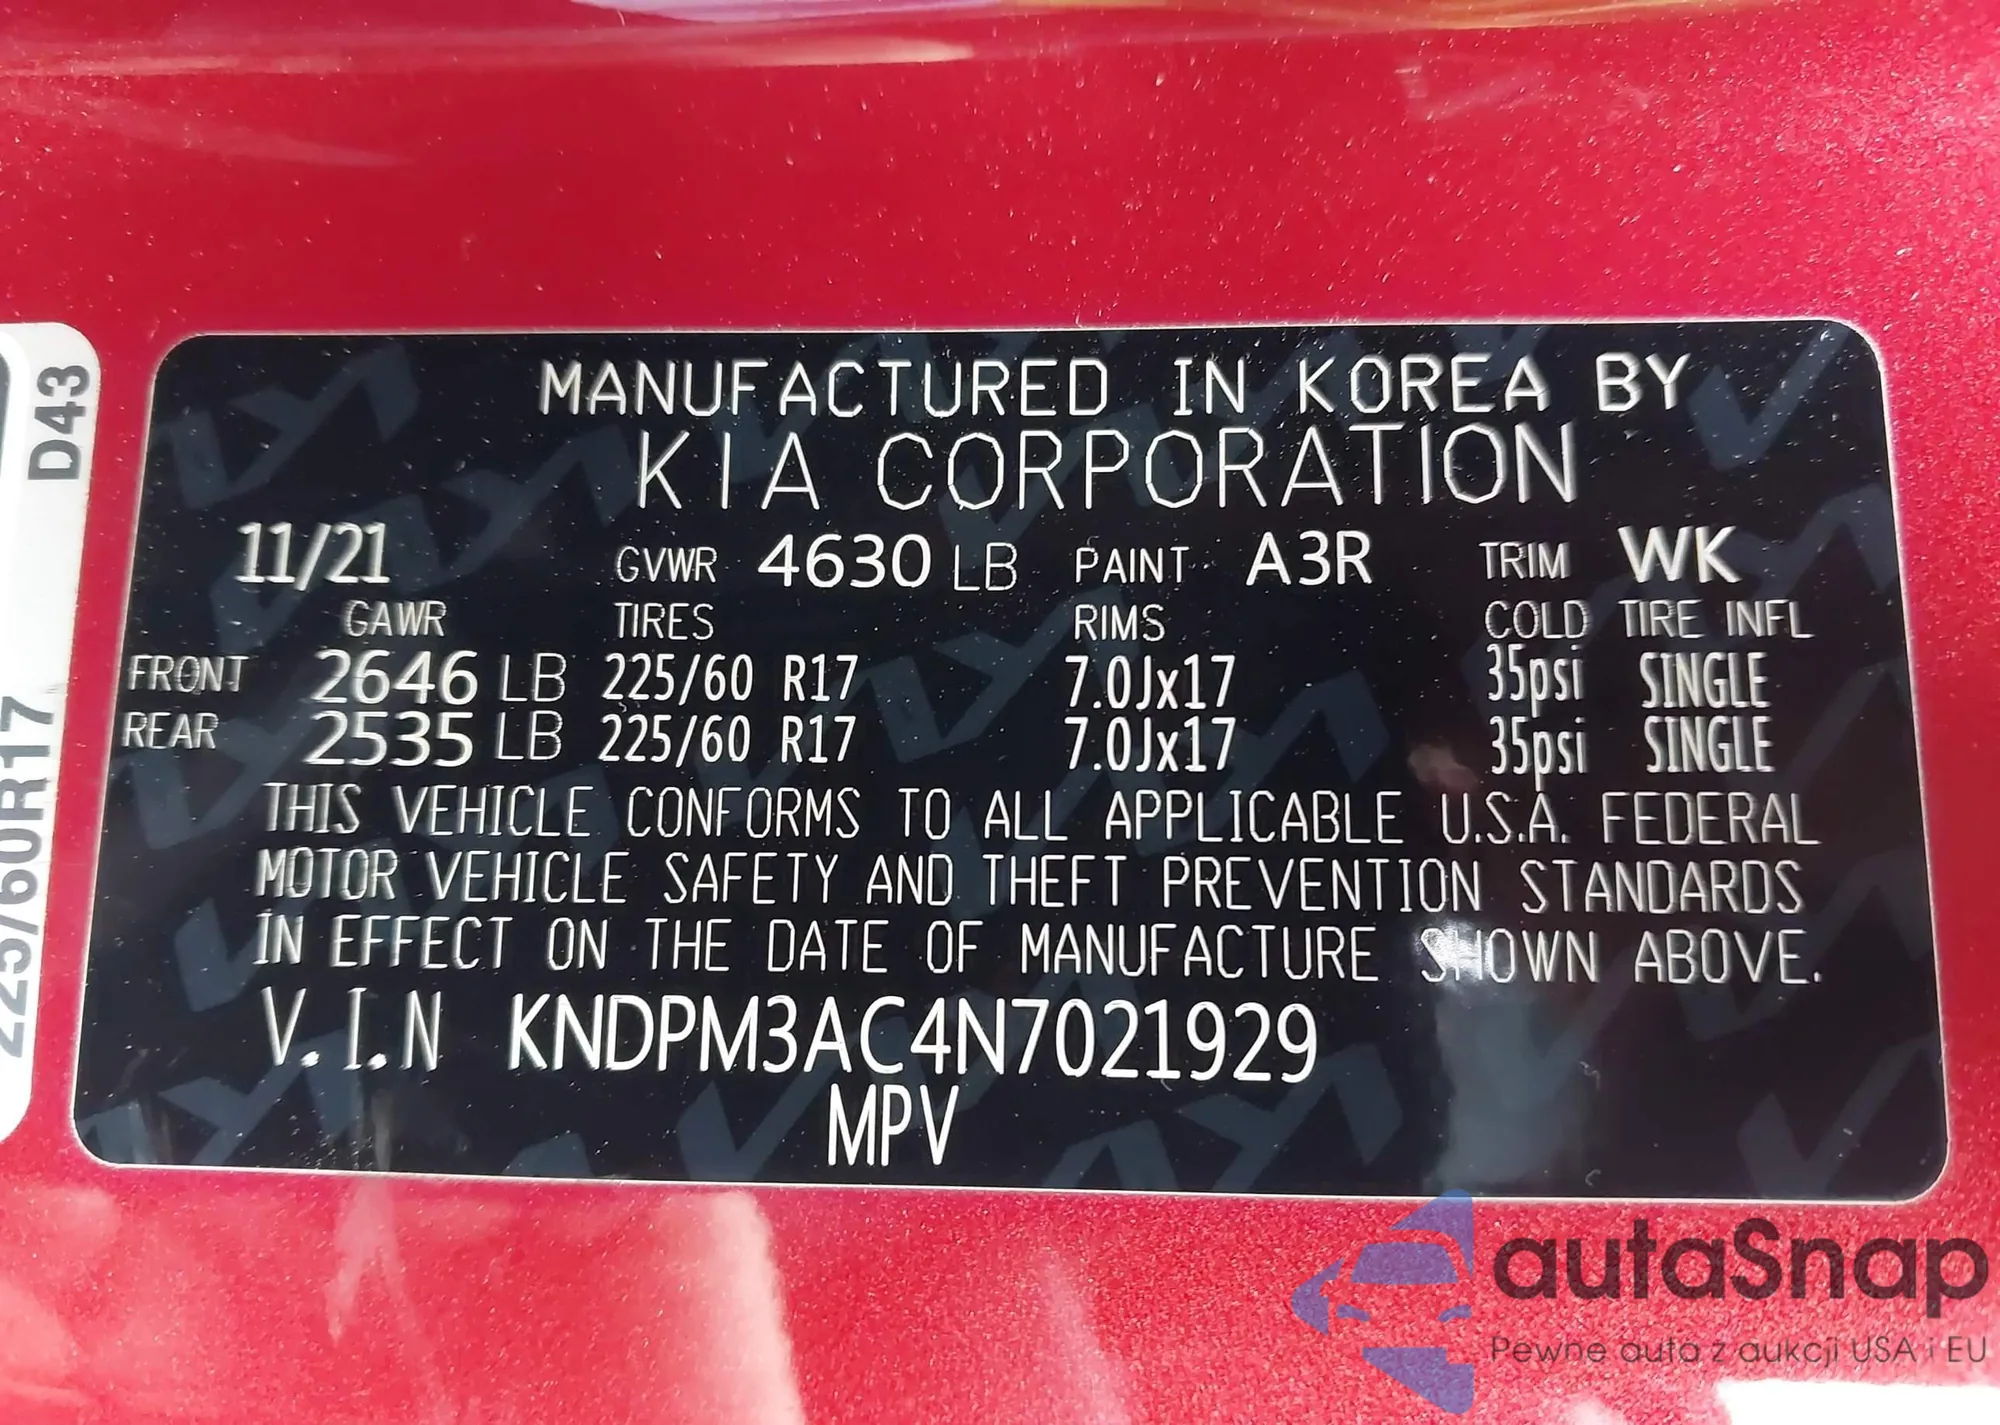 MANUFACTURED IN KOREA BY
KIA CORPORATION
11/21 GVWR 4630 LB PAINT A3R TRIM WK
GAWR TIRES RIMS COLD TIRE INFL
FRONT 2646 LB 225/60 R17 7.0Jx17 35psi SINGLE
REAR 2535 LB 225/60 R17 7.0Jx17 35psi SINGLE
THIS VEHICLE CONFORMS TO ALL APPLICABLE U.S.A. FEDERAL
MOTOR VEHICLE SAFETY AND THEFT PREVENTION STANDARDS
IN EFFECT ON THE DATE OF MANUFACTURE SHOWN ABOVE.
V.I.N KNDPM3AC4N7021929
MPV
D43
225/60R17
autaSnap
Pewne auta z aukcji USA i EU